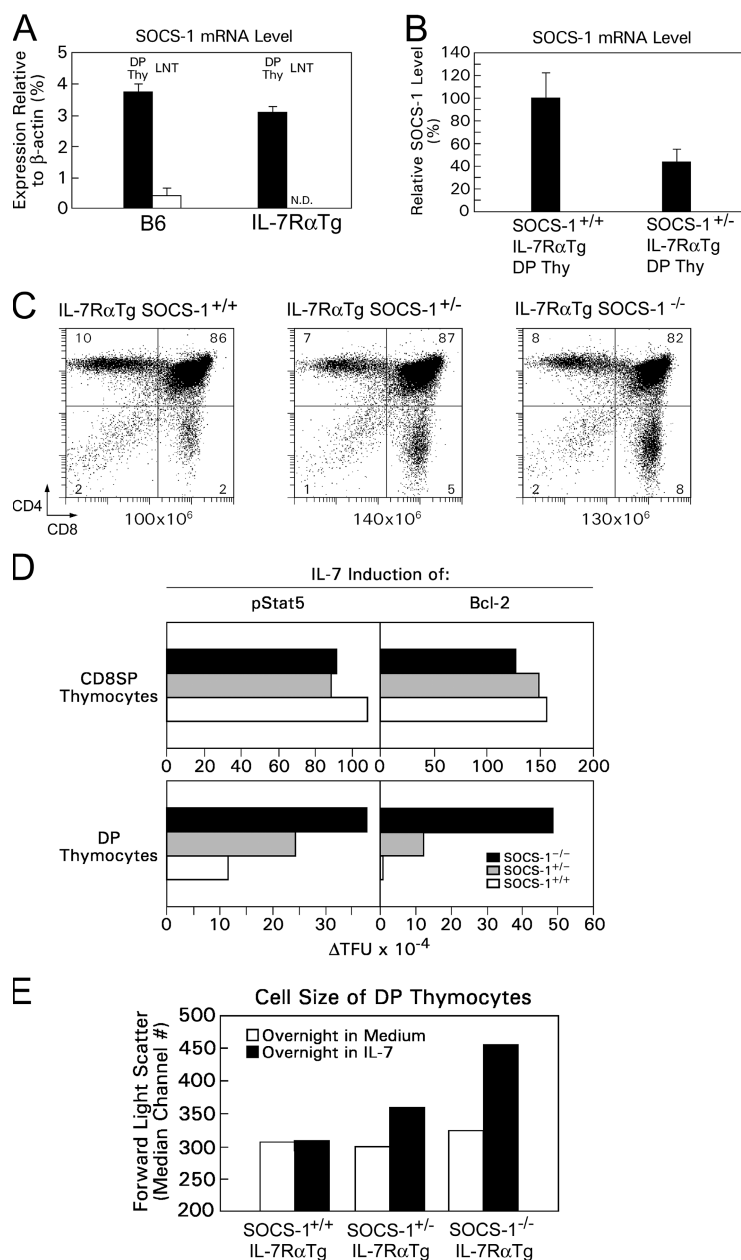 A
SOCS-1 mRNA Level
Expression Relative
to β-actin (%)
5
4
3
2
1
0
DP
Thy LNT
DP
Thy LNT
N.D.
B6
IL-7RαTg
B
SOCS-1 mRNA Level
Relative SOCS-1 Level
(%)
140
120
100
80
60
40
20
0
SOCS-1+/+
IL-7RαTg
DP Thy
SOCS-1+/-
IL-7RαTg
DP Thy
C
IL-7RαTg SOCS-1+/+
IL-7RαTg SOCS-1+/-
IL-7RαTg SOCS-1-/-
10 86
2 2
7 87
1 5
8 82
2 8
CD4
CD8
100x106
140x106
130x106
D
IL-7 Induction of:
pStat5
Bcl-2
CD8SP
Thymocytes
0 20 40 60 80 100
0 50 100 150 200
DP
Thymocytes
SOCS-1-/-
SOCS-1+/-
SOCS-1+/+
0 10 20 30
0 10 20 30 40 50 60
ΔTFU x 10-4
E
Cell Size of DP Thymocytes
Forward Light Scatter
(Median Channel #)
500
450
400
350
300
250
200
Overnight in Medium
Overnight in IL-7
SOCS-1+/+
IL-7RαTg
SOCS-1+/-
IL-7RαTg
SOCS-1-/-
IL-7RαTg